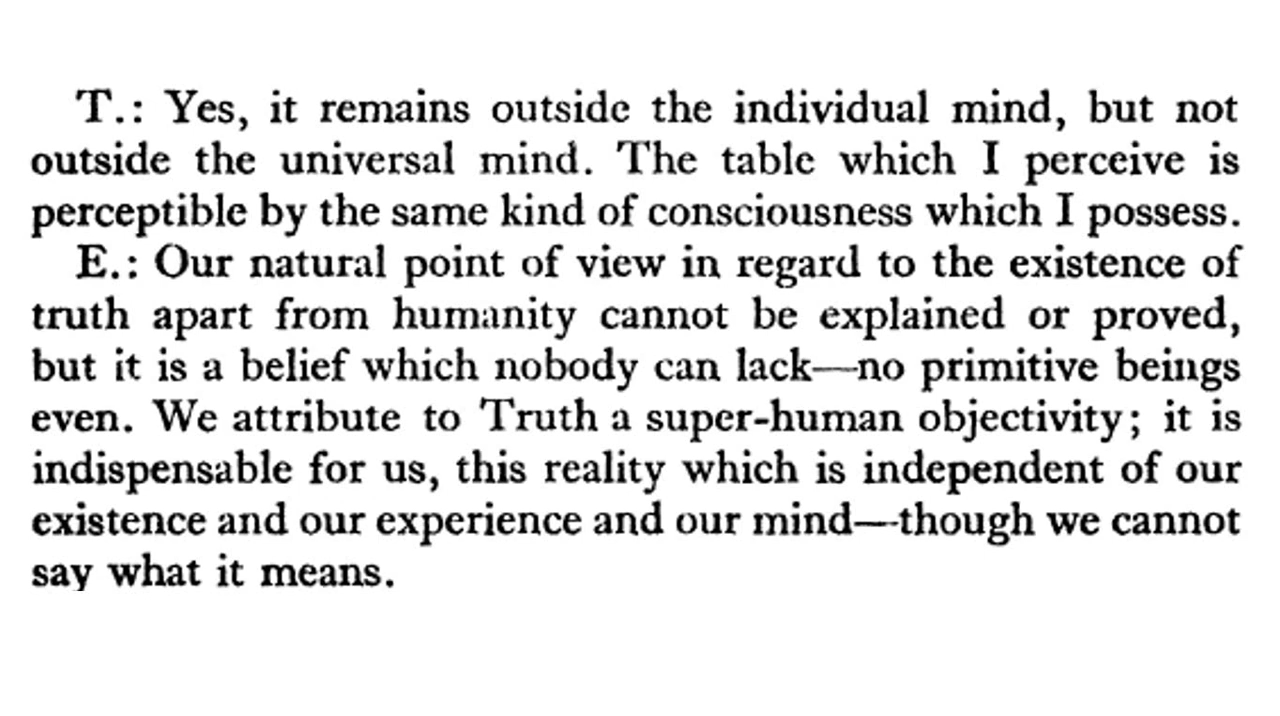 T.: Yes, it remains outside the individual mind, but not
outside the universal mind. The table which I perceive is
perceptible by the same kind of consciousness which I possess.
E.: Our natural point of view in regard to the existence of
truth apart from humanity cannot be explained or proved,
but it is a belief which nobody can lack—no primitive beings
even. We attribute to Truth a super-human objectivity; it is
indispensable for us, this reality which is independent of our
existence and our experience and our mind—though we cannot
say what it means.